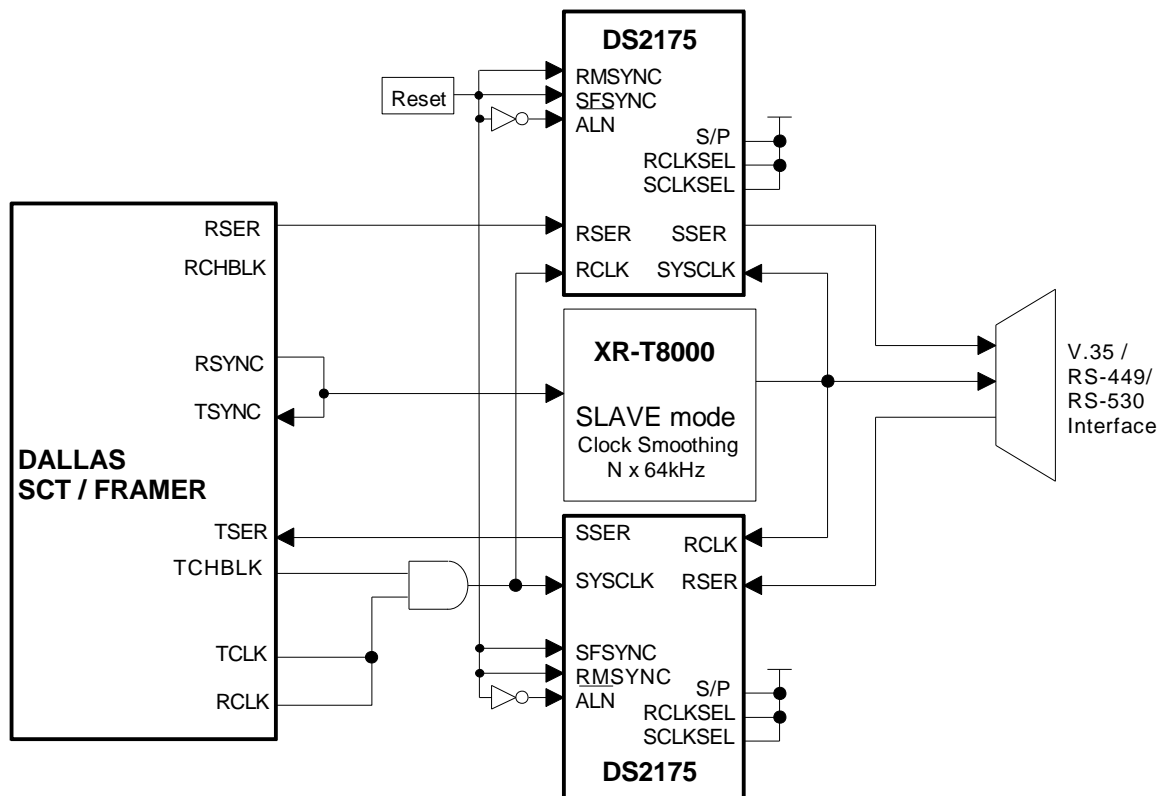 DS2175
RMSYNC
SFSYNC
ALN
S/P
RCLKSEL
SCLKSEL
RSER
SSER
RCLK
SYSCLK
Reset
RSER
RCHBLK
RSYNC
TSYNC
DALLAS
SCT / FRAMER
TSER
TCHBLK
TCLK
RCLK
XR-T8000
SLAVE mode
Clock Smoothing
N x 64kHz
V.35 /
RS-449/
RS-530
Interface
SSER
RCLK
SYSCLK
RSER
SFSYNC
RMSYNC
ALN
S/P
RCLKSEL
SCLKSEL
DS2175